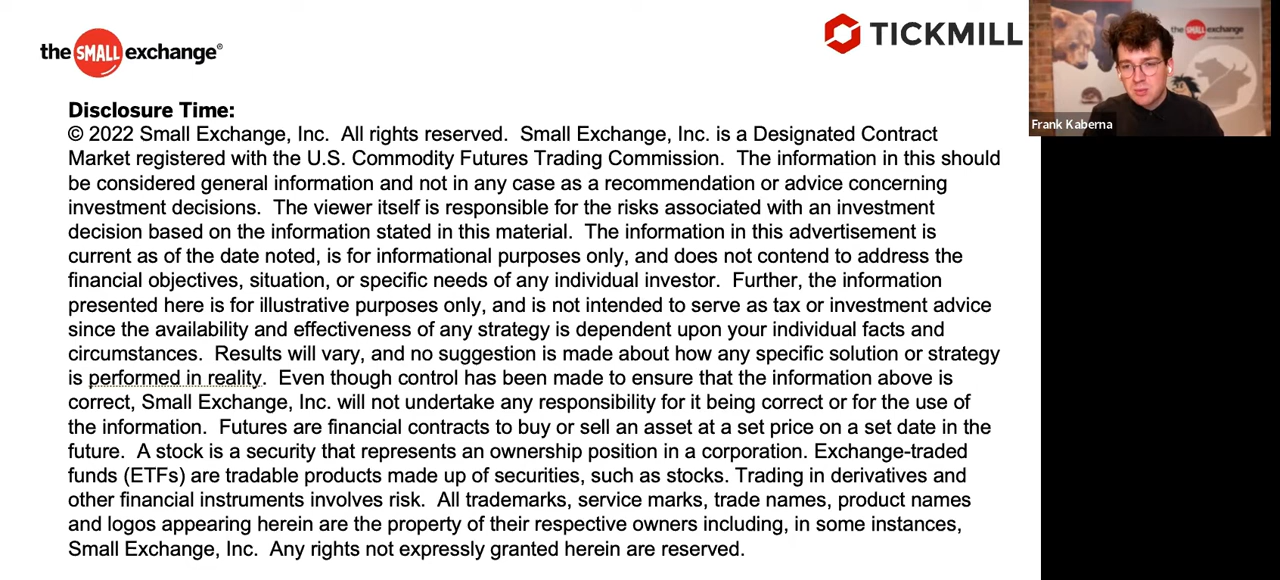 the SMALL exchange®
TICKMILL
the SMALL exchange
Frank Kaberna
Disclosure Time:
© 2022 Small Exchange, Inc.  All rights reserved.  Small Exchange, Inc. is a Designated Contract
Market registered with the U.S. Commodity Futures Trading Commission.  The information in this should
be considered general information and not in any case as a recommendation or advice concerning
investment decisions.  The viewer itself is responsible for the risks associated with an investment
decision based on the information stated in this material.  The information in this advertisement is
current as of the date noted, is for informational purposes only, and does not contend to address the
financial objectives, situation, or specific needs of any individual investor.  Further, the information
presented here is for illustrative purposes only, and is not intended to serve as tax or investment advice
since the availability and effectiveness of any strategy is dependent upon your individual facts and
circumstances.  Results will vary, and no suggestion is made about how any specific solution or strategy
is performed in reality.  Even though control has been made to ensure that the information above is
correct, Small Exchange, Inc. will not undertake any responsibility for it being correct or for the use of
the information.  Futures are financial contracts to buy or sell an asset at a set price on a set date in the
future.  A stock is a security that represents an ownership position in a corporation. Exchange-traded
funds (ETFs) are tradable products made up of securities, such as stocks. Trading in derivatives and
other financial instruments involves risk.  All trademarks, service marks, trade names, product names
and logos appearing herein are the property of their respective owners including, in some instances,
Small Exchange, Inc.  Any rights not expressly granted herein are reserved.